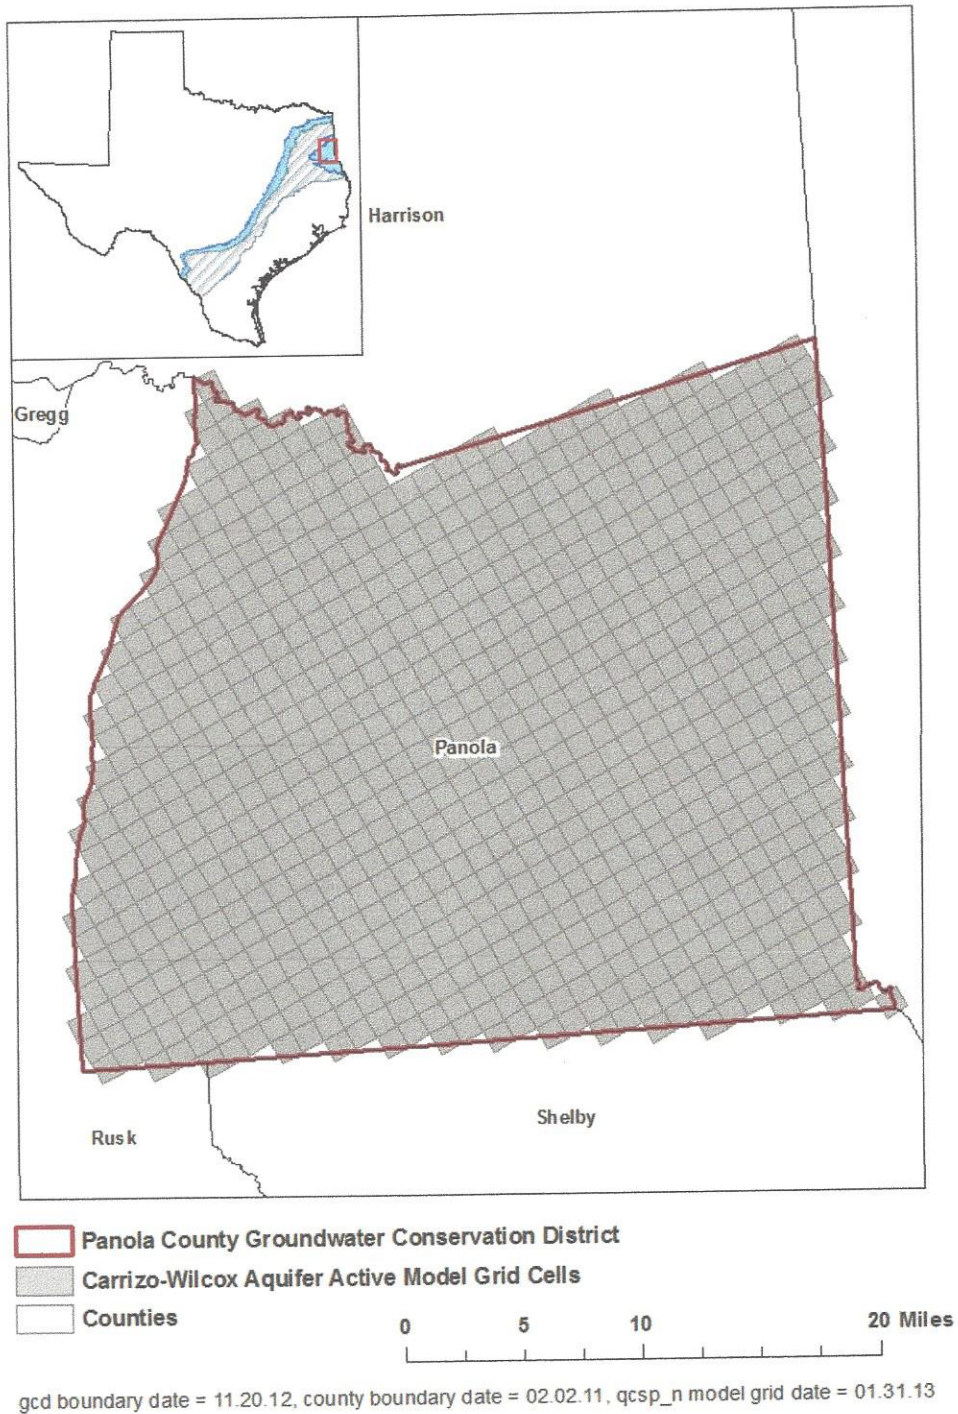 Harrison
Gregg
Panola
Shelby
Rusk
Panola County Groundwater Conservation District
Carrizo-Wilcox Aquifer Active Model Grid Cells
Counties
0 5 10 20 Miles
gcd boundary date = 11.20.12, county boundary date = 02.02.11, qcsp_n model grid date = 01.31.13